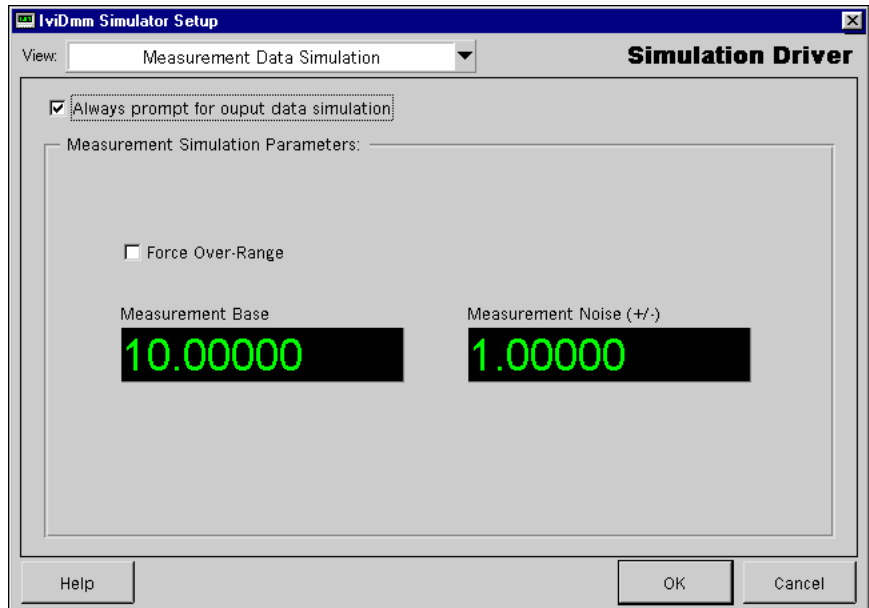 IviDmm Simulator Setup
View: Measurement Data Simulation Simulation Driver
Always prompt for ouput data simulation
Measurement Simulation Parameters:
Force Over-Range
Measurement Base Measurement Noise (+/-)
10.00000 1.00000
Help OK Cancel